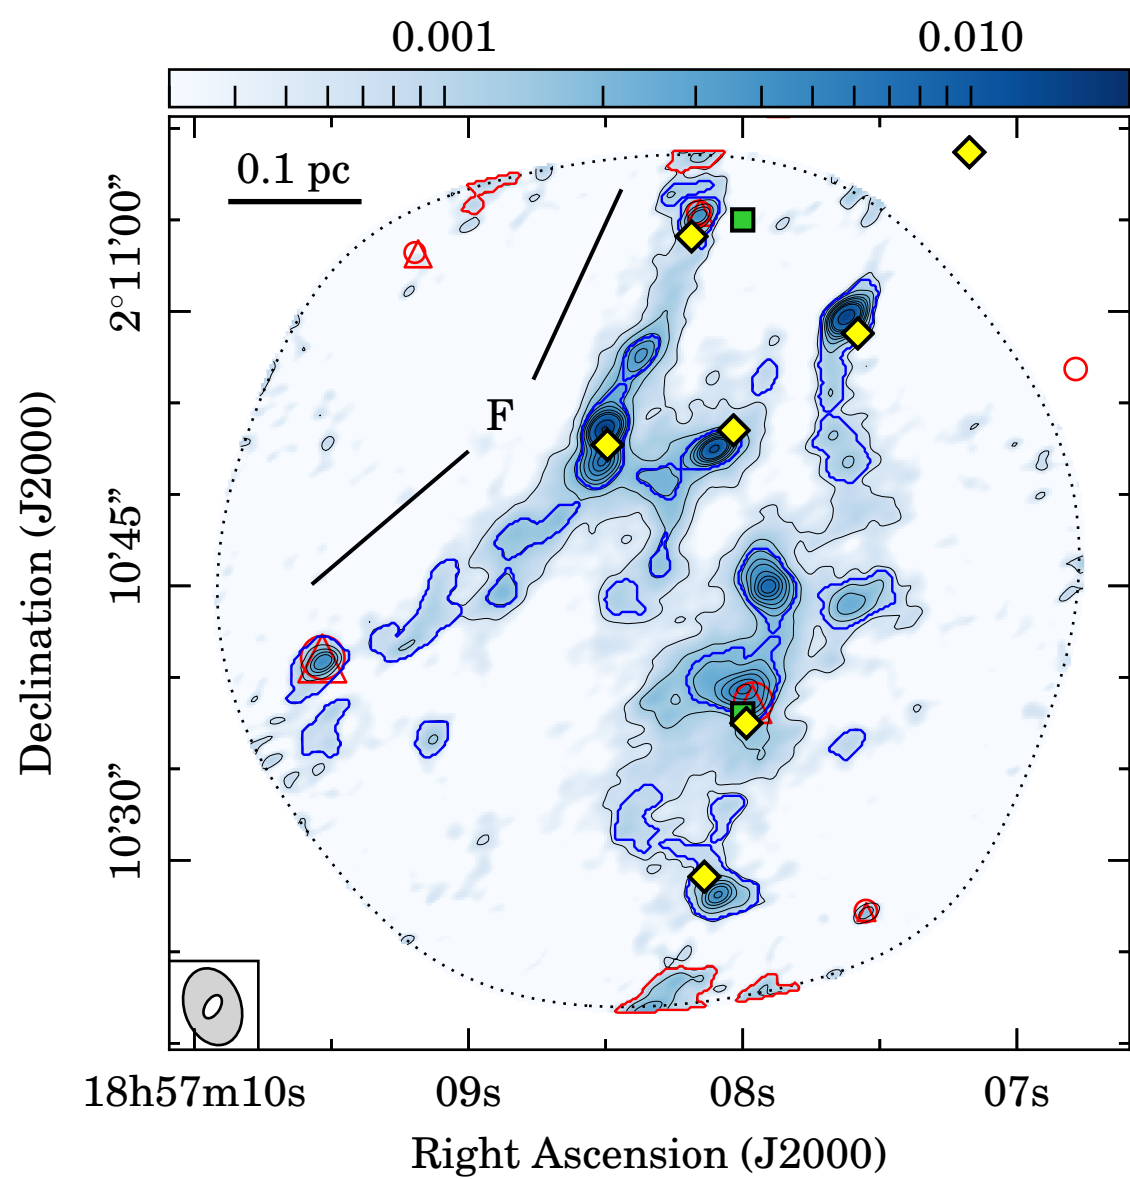 0.001 0.010
0.1 pc
2°11'00"
F
10'45"
10'30"
18h57m10s 09s 08s 07s
Right Ascension (J2000)
Declination (J2000)